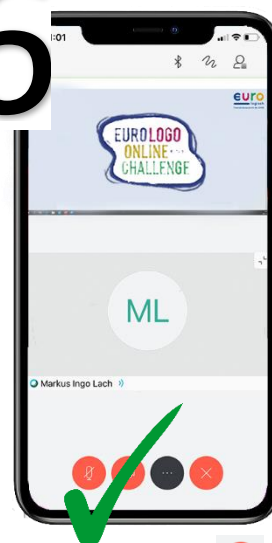 :01
euro
EUROLOGO
ONLINE
CHALLENGE
ML
Markus Ingo Lach